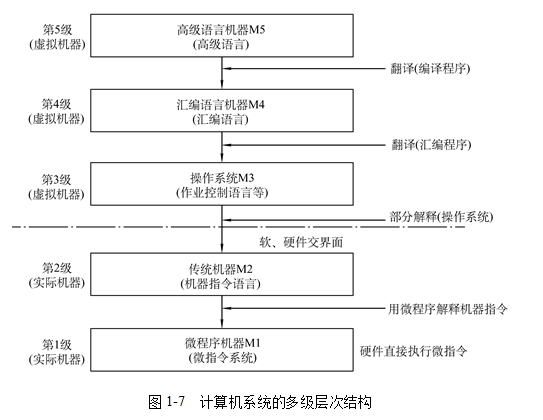 第5级
(虚拟机器)
高级语言机器M5
(高级语言)
翻译(编译程序)
第4级
(虚拟机器)
汇编语言机器M4
(汇编语言)
翻译(汇编程序)
第3级
(虚拟机器)
操作系统M3
(作业控制语言等)
部分解释(操作系统)
软、硬件交界面
第2级
(实际机器)
传统机器M2
(机器指令语言)
用微程序解释机器指令
第1级
(实际机器)
微程序机器M1
(微指令系统)
硬件直接执行微指令
图 1-7 计算机系统的多级层次结构